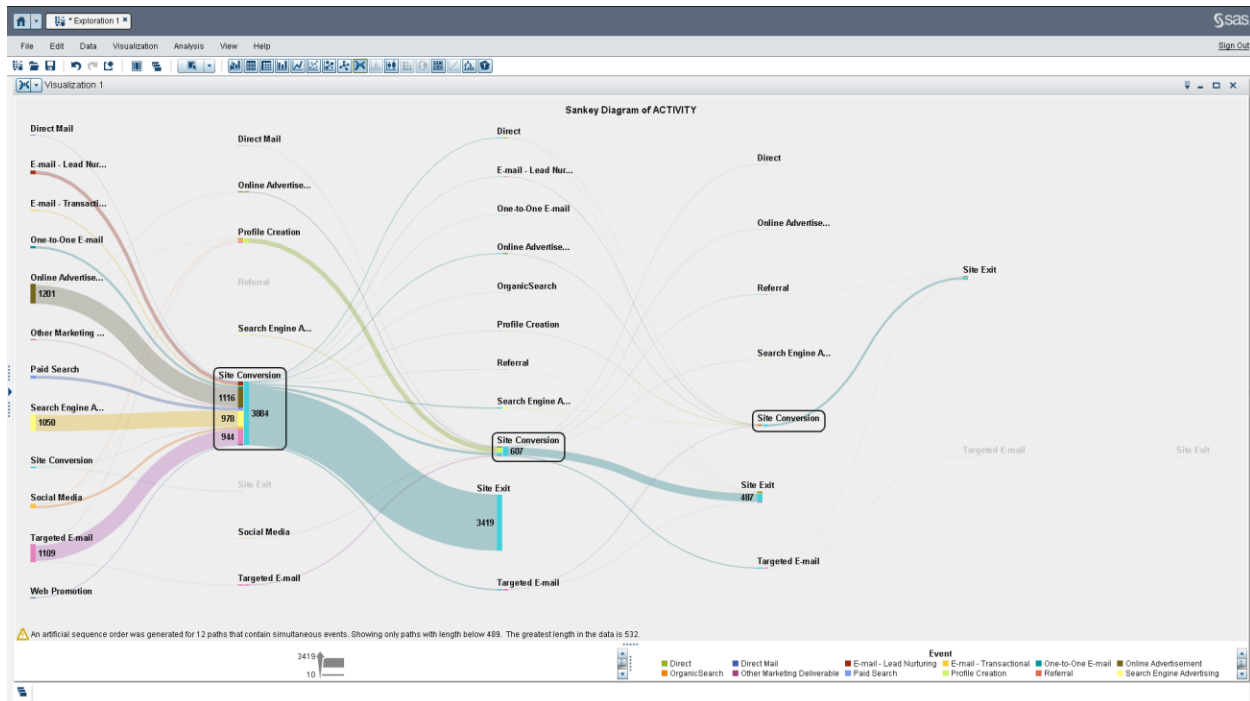 * Exploration 1 ×
sas
File Edit Data Visualization Analysis View Help
Sign Out
Visualization 1
Sankey Diagram of ACTIVITY
Direct Mail
E-mail - Lead Nur...
E-mail - Transacti...
One-to-One E-mail
Online Advertise...
1201
Other Marketing ...
Paid Search
Search Engine A...
1050
Site Conversion
Social Media
Targeted E-mail
1109
Web Promotion
Direct Mail
Online Advertise...
Profile Creation
Referral
Search Engine A...
Site Conversion
1116
3884
978
944
Site Exit
Social Media
Targeted E-mail
Direct
E-mail - Lead Nur...
One-to-One E-mail
Online Advertise...
OrganicSearch
Profile Creation
Referral
Search Engine A...
Site Conversion
607
Site Exit
3419
Targeted E-mail
Direct
Online Advertise...
Referral
Search Engine A...
Site Conversion
Site Exit
487
Targeted E-mail
Site Exit
Targeted E-mail
Site Exit
An artificial sequence order was generated for 12 paths that contain simultaneous events. Showing only paths with length below 489. The greatest length in the data is 532.
3419
10
Event
Direct Direct Mail E-mail - Lead Nurturing E-mail - Transactional One-to-One E-mail Online Advertisement
OrganicSearch Other Marketing Deliverable Paid Search Profile Creation Referral Search Engine Advertising